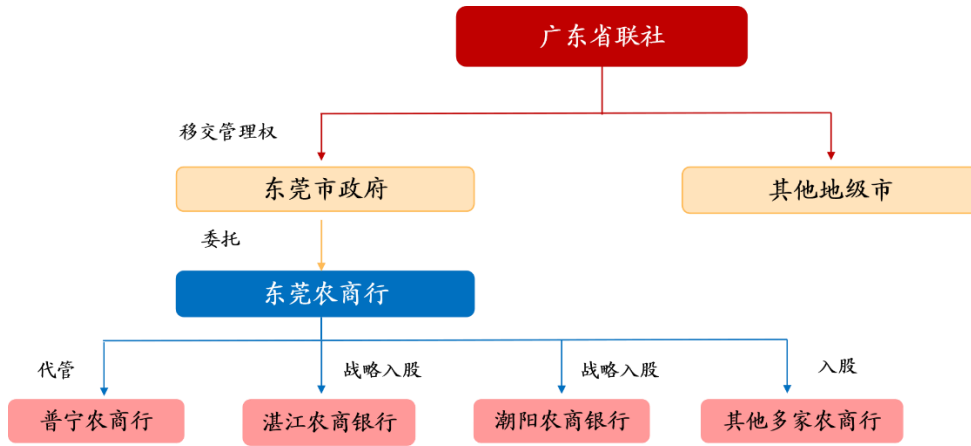 广东省联社
移交管理权
东莞市政府
其他地级市
委托
东莞农商行
代管
战略入股
战略入股
入股
普宁农商行
湛江农商银行
潮阳农商银行
其他多家农商行